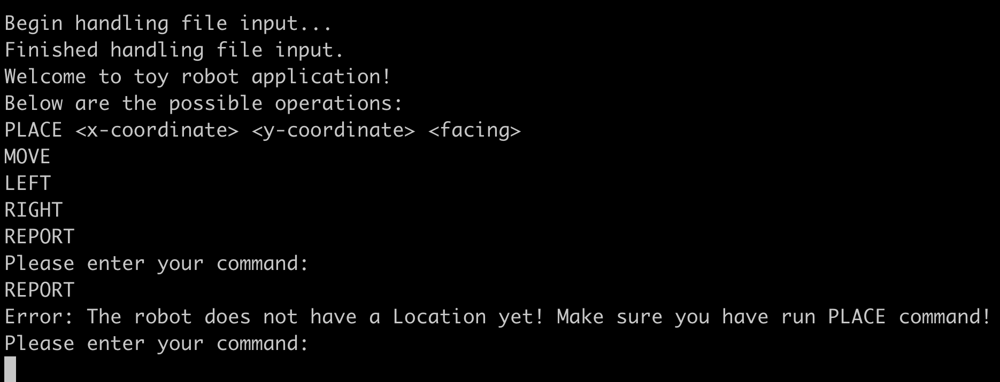 Begin handling file input...
Finished handling file input.
Welcome to toy robot application!
Below are the possible operations:
PLACE <x-coordinate> <y-coordinate> <facing>
MOVE
LEFT
RIGHT
REPORT
Please enter your command:
REPORT
Error: The robot does not have a Location yet! Make sure you have run PLACE command!
Please enter your command: